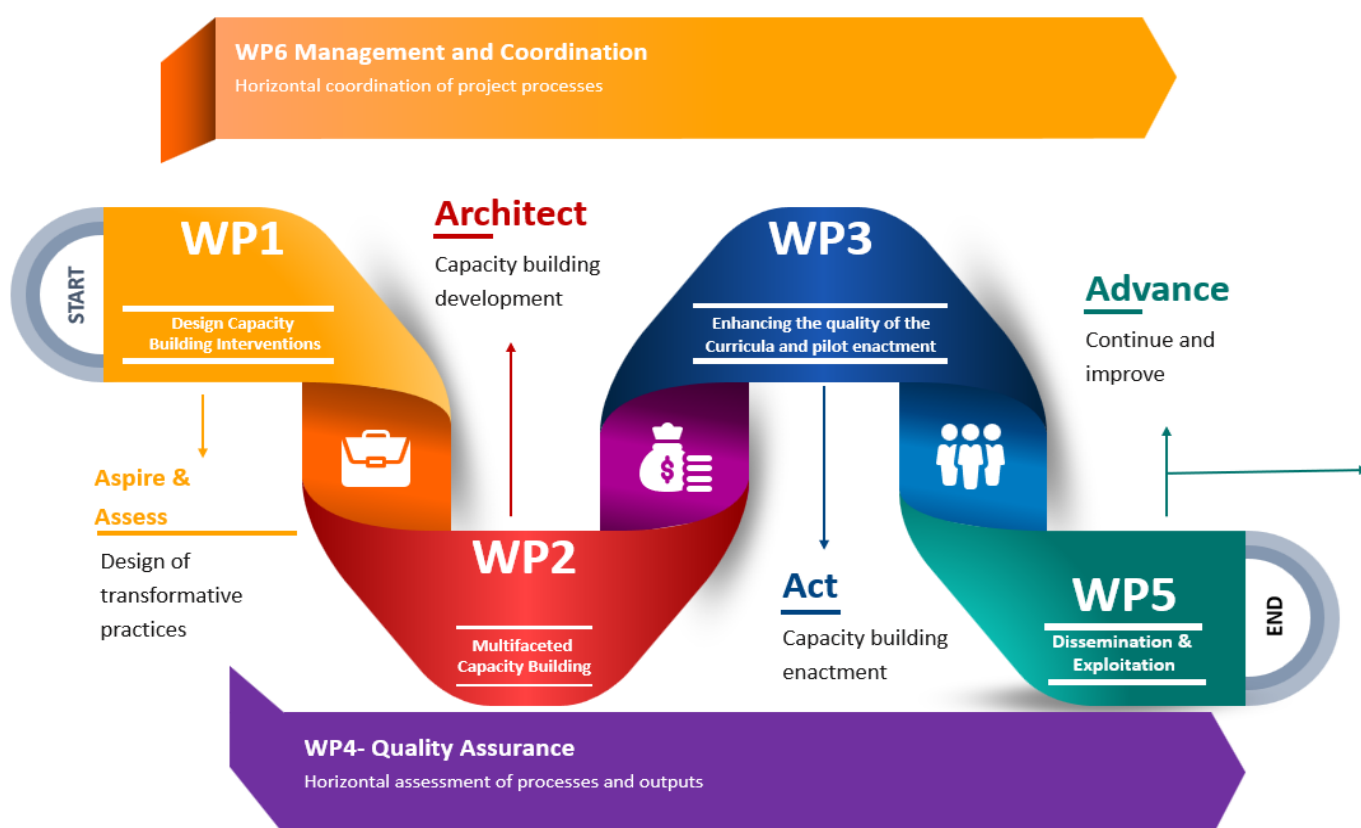 WP6 Management and Coordination
Horizontal coordination of project processes
START
WP1
Design Capacity
Building Interventions
Architect
Capacity building
development
WP3
Enhancing the quality of the
Curricula and pilot enactment
Advance
Continue and
improve
Aspire &
Assess
Design of
transformative
practices
$
WP2
Multifaceted
Capacity Building
Act
Capacity building
enactment
WP5
Dissemination &
Exploitation
END
WP4- Quality Assurance
Horizontal assessment of processes and outputs